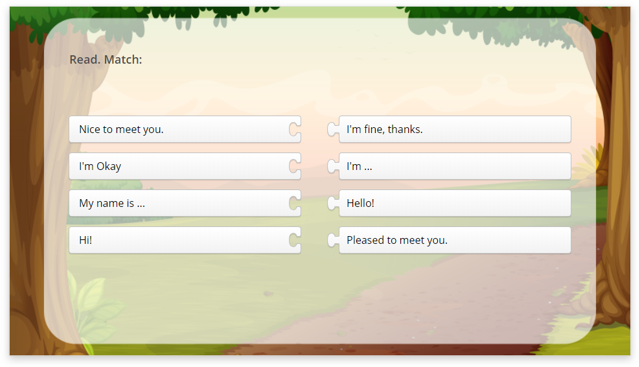 Read. Match:
Nice to meet you.
I'm fine, thanks.
I'm Okay
I'm ...
My name is ...
Hello!
Hi!
Pleased to meet you.